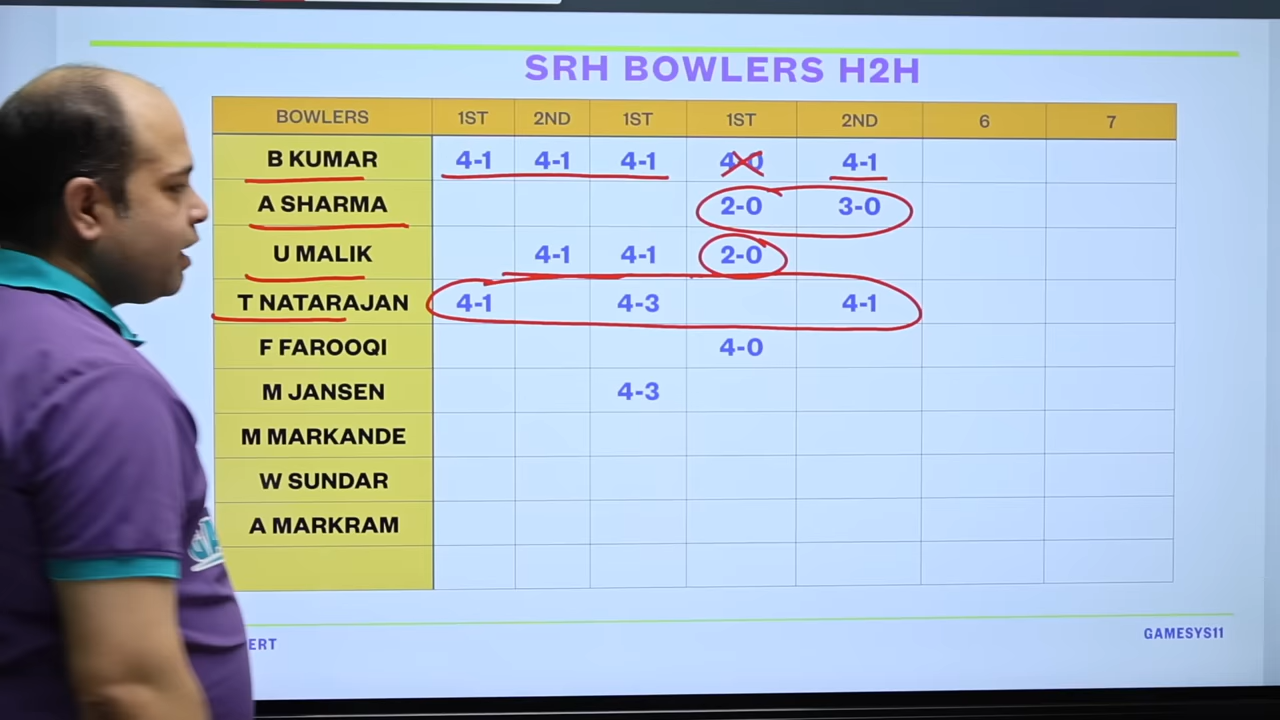 SRH BOWLERS H2H
BOWLERS 1ST 2ND 1ST 1ST 2ND 6 7
B KUMAR 4-1 4-1 4-1 4-0 4-1
A SHARMA 2-0 3-0
U MALIK 4-1 4-1 2-0
T NATARAJAN 4-1 4-3 4-1
F FAROOQI 4-0
M JANSEN 4-3
M MARKANDE
W SUNDAR
A MARKRAM
ERT GAMESYS11